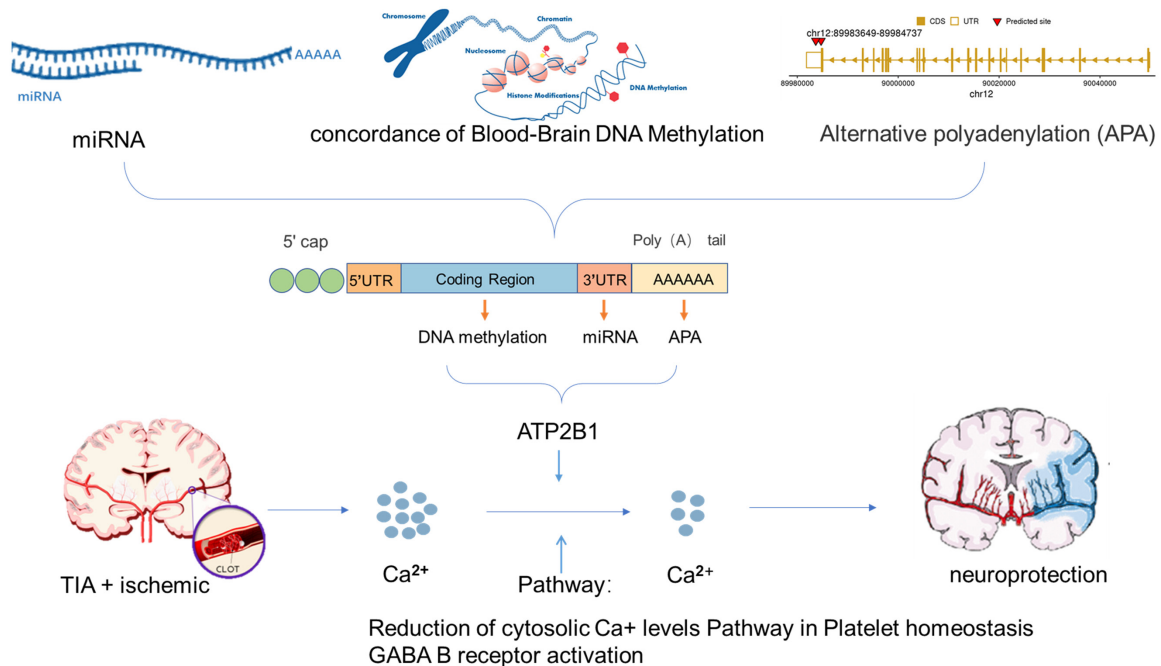 Chromosome
Chromatin
Nucleosome
Histone Modifications
DNA Methylation
AAAAA
miRNA
CDS UTR Predicted site
chr12:89983649-89984737
89980000 90000000 90020000 90040000
chr12
miRNA
concordance of Blood-Brain DNA Methylation
Alternative polyadenylation (APA)
5' cap
Poly（A） tail
5'UTR Coding Region 3'UTR AAAAAA
DNA methylation miRNA APA
ATP2B1
CLOT
TIA + ischemic
Ca²⁺
Pathway:
Ca²⁺
neuroprotection
Reduction of cytosolic Ca+ levels Pathway in Platelet homeostasis
GABA B receptor activation